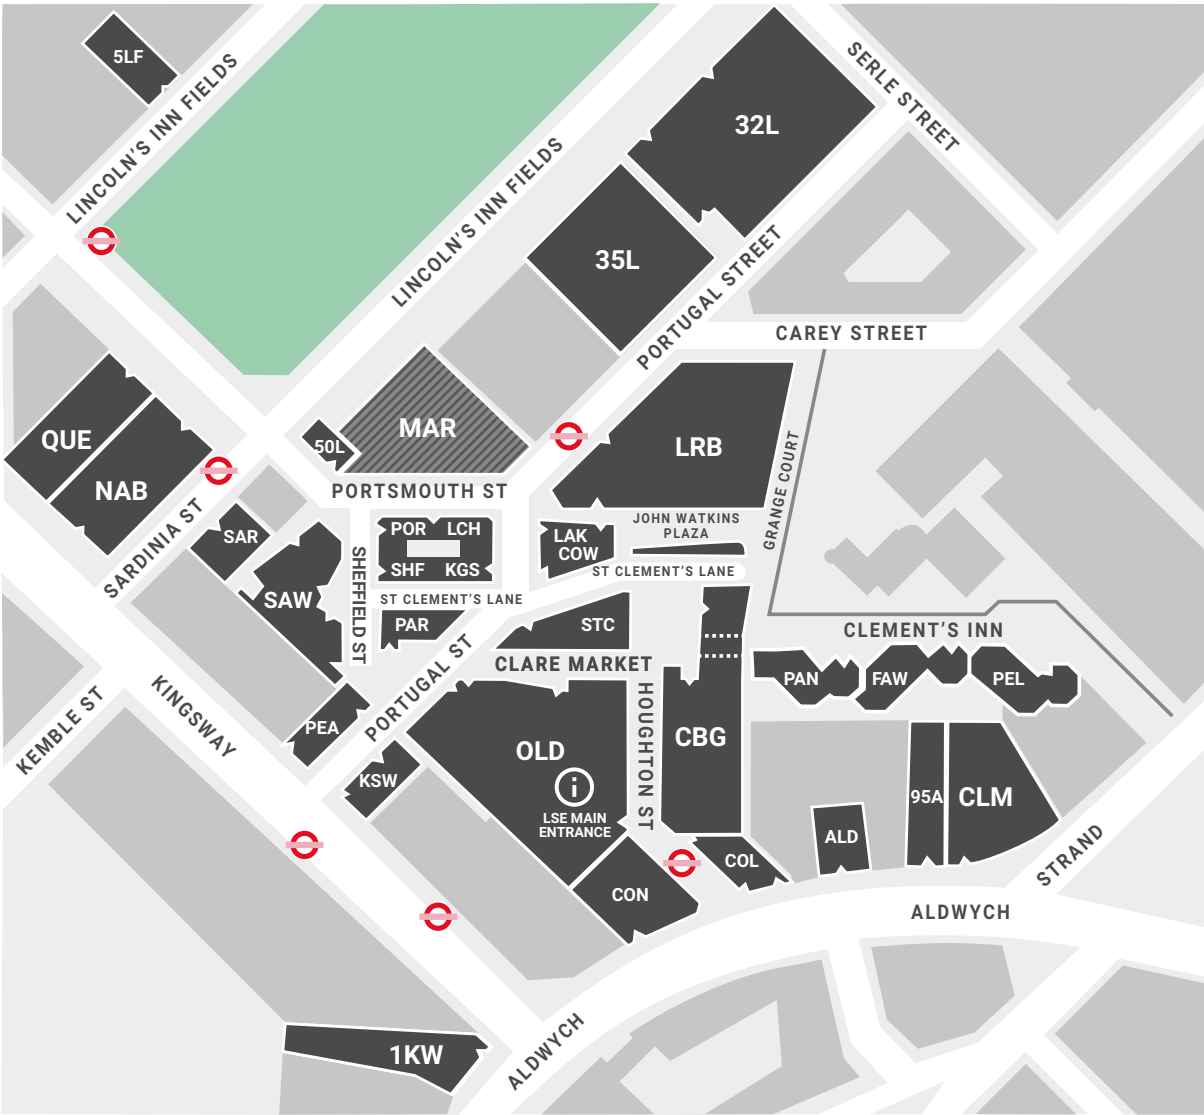 5LF
LINCOLN'S INN FIELDS
SERLE STREET
32L
LINCOLN'S INN FIELDS
35L
PORTUGAL STREET
CAREY STREET
QUE
NAB
50L
MAR
LRB
GRANGE COURT
PORTSMOUTH ST
JOHN WATKINS
PLAZA
SARDINIA ST
SAR
SAW
SHEFFIELD ST
POR
LCH
SHF
KGS
LAK
COW
ST CLEMENT'S LANE
ST CLEMENT'S LANE
PAR
STC
CLARE MARKET
CLEMENT'S INN
PAN
FAW
PEL
KEMBLE ST
KINGSWAY
PEA
PORTUGAL ST
KSW
OLD
i
LSE MAIN
ENTRANCE
HOUGHTON ST
CBG
95A
CLM
ALD
COL
CON
STRAND
ALDWYCH
1KW
ALDWYCH